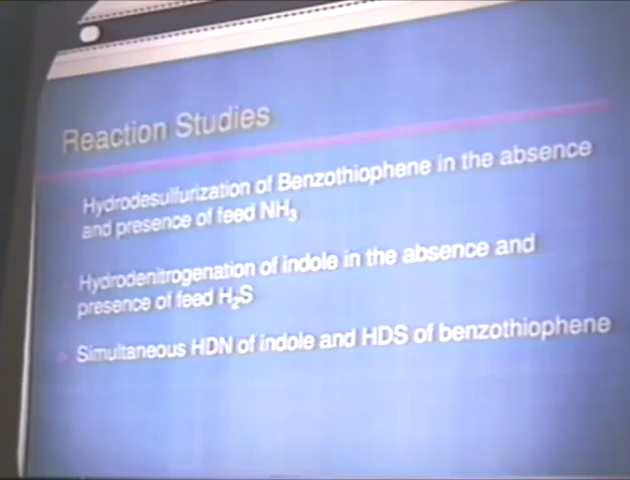 Reaction Studies
Hydrodesulfurization of Benzothiophene in the absence
and presence of feed NH₃
Hydrodenitrogenation of indole in the absence and
presence of feed H₂S
Simultaneous HDN of indole and HDS of benzothiophene